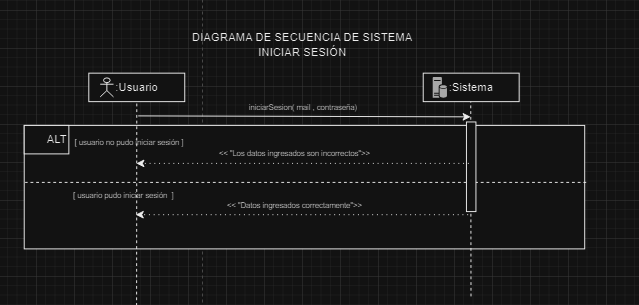 DIAGRAMA DE SECUENCIA DE SISTEMA
INICIAR SESIÓN
:Usuario
:Sistema
iniciarSesion( mail , contraseña)
ALT
[ usuario no pudo iniciar sesión ]
<< "Los datos ingresados son incorrectos">>
[ usuario pudo iniciar sesión ]
<< "Datos ingresados correctamente">>